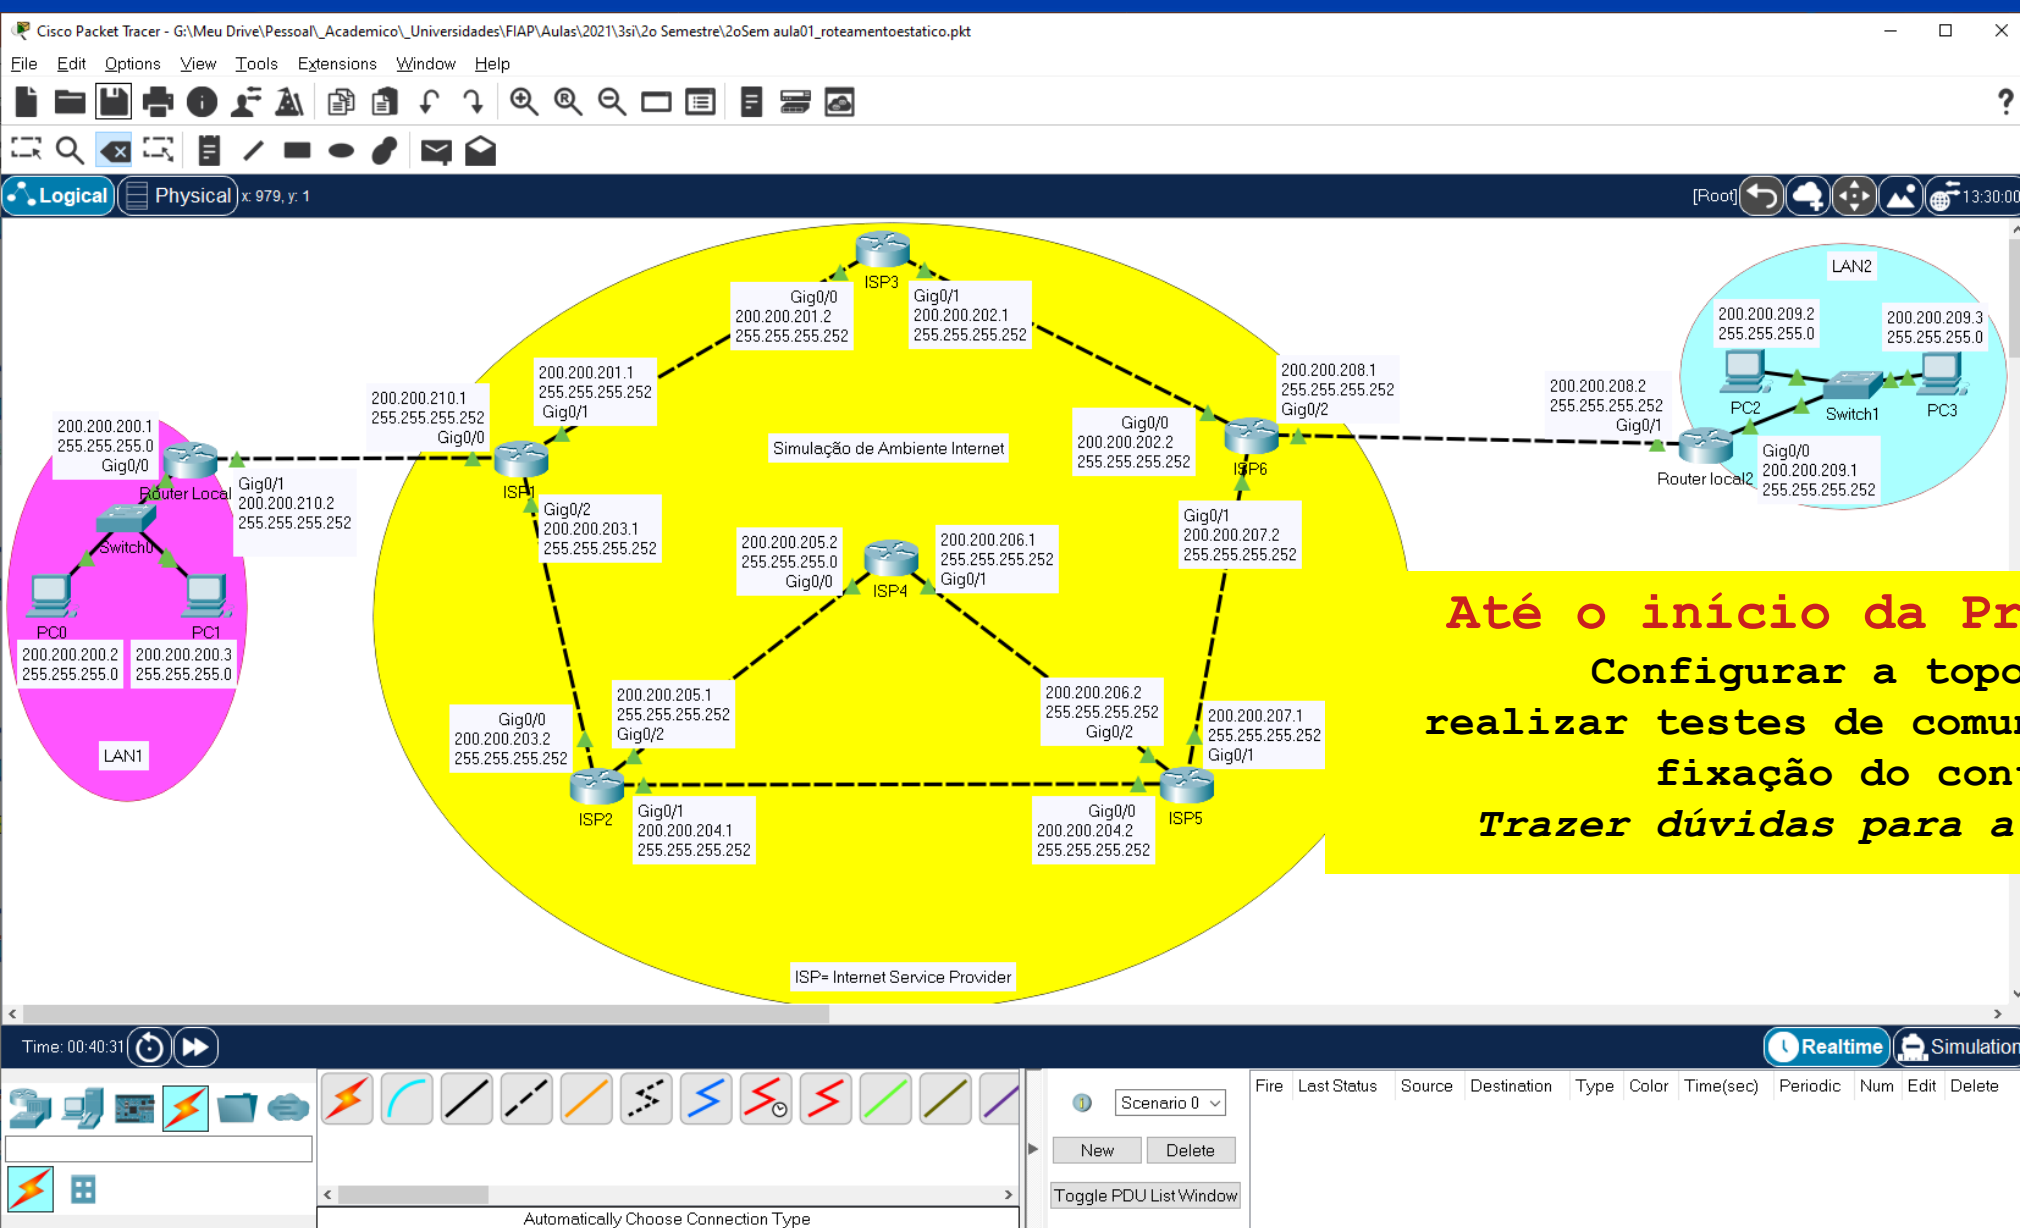 Cisco Packet Tracer - G:\Meu Drive\Pessoal\_Academico\_Universidades\FIAP\Aulas\2021\3si\2o Semestre\2oSem aula01_roteamentoestatico.pkt
File Edit Options View Tools Extensions Window Help
?
Logical Physical x: 979, y: 1
[Root] 13:30:00
ISP3
Gig0/0
200.200.201.2
255.255.255.252
Gig0/1
200.200.202.1
255.255.255.252
LAN2
200.200.209.2
255.255.255.0
200.200.209.3
255.255.255.0
PC2
Switch1
PC3
200.200.201.1
255.255.255.252
Gig0/1
200.200.210.1
255.255.255.252
Gig0/0
200.200.208.1
255.255.255.252
Gig0/2
200.200.208.2
255.255.255.252
Gig0/1
200.200.200.1
255.255.255.0
Gig0/0
Simulação de Ambiente Internet
Gig0/0
200.200.202.2
255.255.255.252
ISP6
Gig0/0
200.200.209.1
255.255.255.252
Router local2
Router Local
Gig0/1
200.200.210.2
255.255.255.252
ISP1
Gig0/2
200.200.203.1
255.255.255.252
Switch0
200.200.205.2
255.255.255.0
Gig0/0
ISP4
200.200.206.1
255.255.255.252
Gig0/1
Gig0/1
200.200.207.2
255.255.255.252
PC0
200.200.200.2
255.255.255.0
PC1
200.200.200.3
255.255.255.0
LAN1
Até o início da Pr
Configurar a topo
realizar testes de comu
fixação do con
Trazer dúvidas para a
Gig0/0
200.200.203.2
255.255.255.252
200.200.205.1
255.255.255.252
Gig0/2
200.200.206.2
255.255.255.252
Gig0/2
200.200.207.1
255.255.255.252
Gig0/1
ISP2
Gig0/1
200.200.204.1
255.255.255.252
Gig0/0
200.200.204.2
255.255.255.252
ISP5
ISP= Internet Service Provider
Time: 00:40:31
Realtime Simulation
Scenario 0
New Delete
Toggle PDU List Window
Fire Last Status Source Destination Type Color Time(sec) Periodic Num Edit Delete
Automatically Choose Connection Type